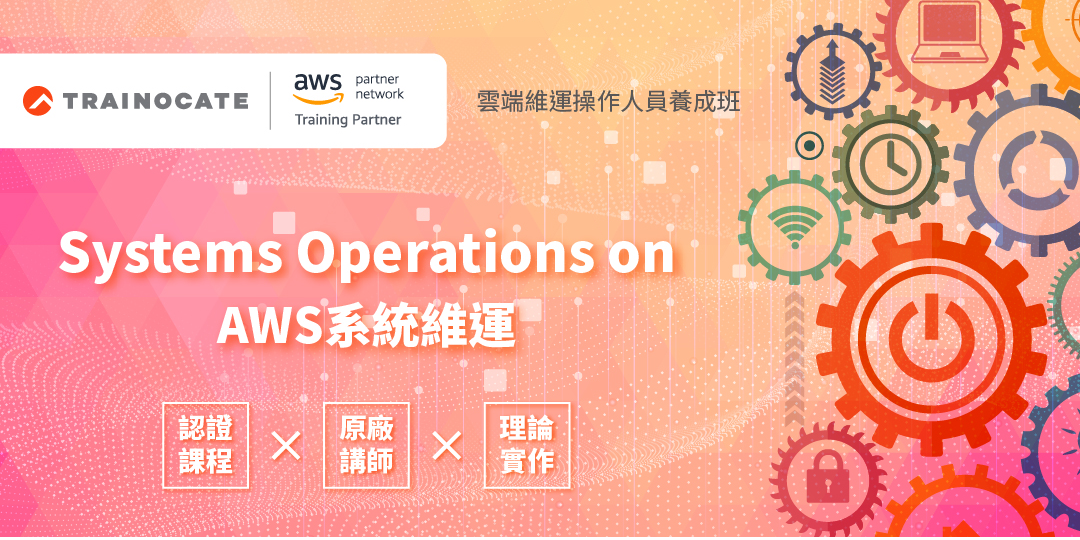 TRAINOCATE
aws partner network
Training Partner
雲端維運操作人員養成班
Systems Operations on
AWS系統維運
認證課程 × 原廠講師 × 理論實作